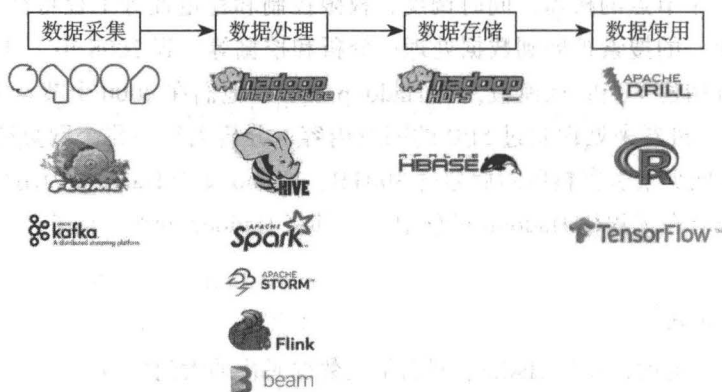 数据采集 数据处理 数据存储 数据使用
hadoop
Map Reduce
hadoop
HDFS
APACHE
DRILL
flume
HIVE
HBASE
R
kafka
A distributed streaming platform
APACHE
Spark
TensorFlow
APACHE
STORM
Flink
beam